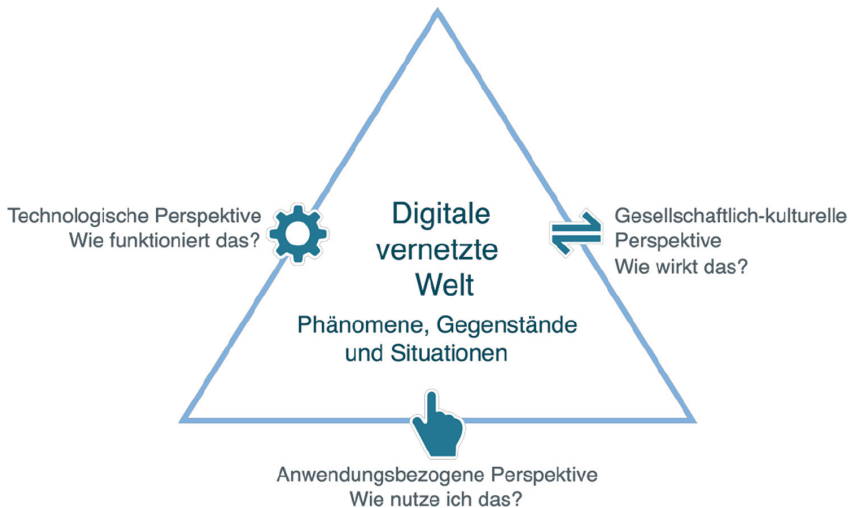 Technologische Perspektive
Wie funktioniert das?
Digitale
vernetzte
Welt
Phänomene, Gegenstände
und Situationen
Gesellschaftlich-kulturelle
Perspektive
Wie wirkt das?
Anwendungsbezogene Perspektive
Wie nutze ich das?